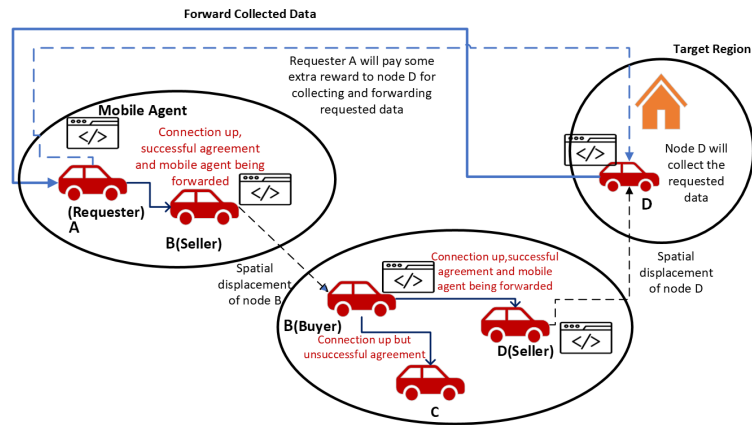 Forward Collected Data
Requester A will pay some
extra reward to node D for
collecting and forwarding
requested data
Target Region
Mobile Agent
</>
Connection up,
successful agreement
and mobile agent being
forwarded
</>
(Requester)
A
B(Seller)
</>
Node D will
collect the
requested
data
D
Spatial
displacement
of node B
Connection up,successful
agreement and mobile
agent being forwarded
</>
B(Buyer)
Connection up but
unsuccessful agreement
D(Seller)
</>
C
Spatial
displacement
of node D